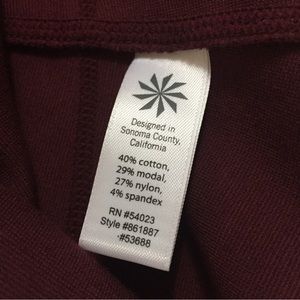 Designed in
Sonoma County,
California
40% cotton,
29% modal,
27% nylon,
4% spandex
RN #54023
Style #861887
-#53688